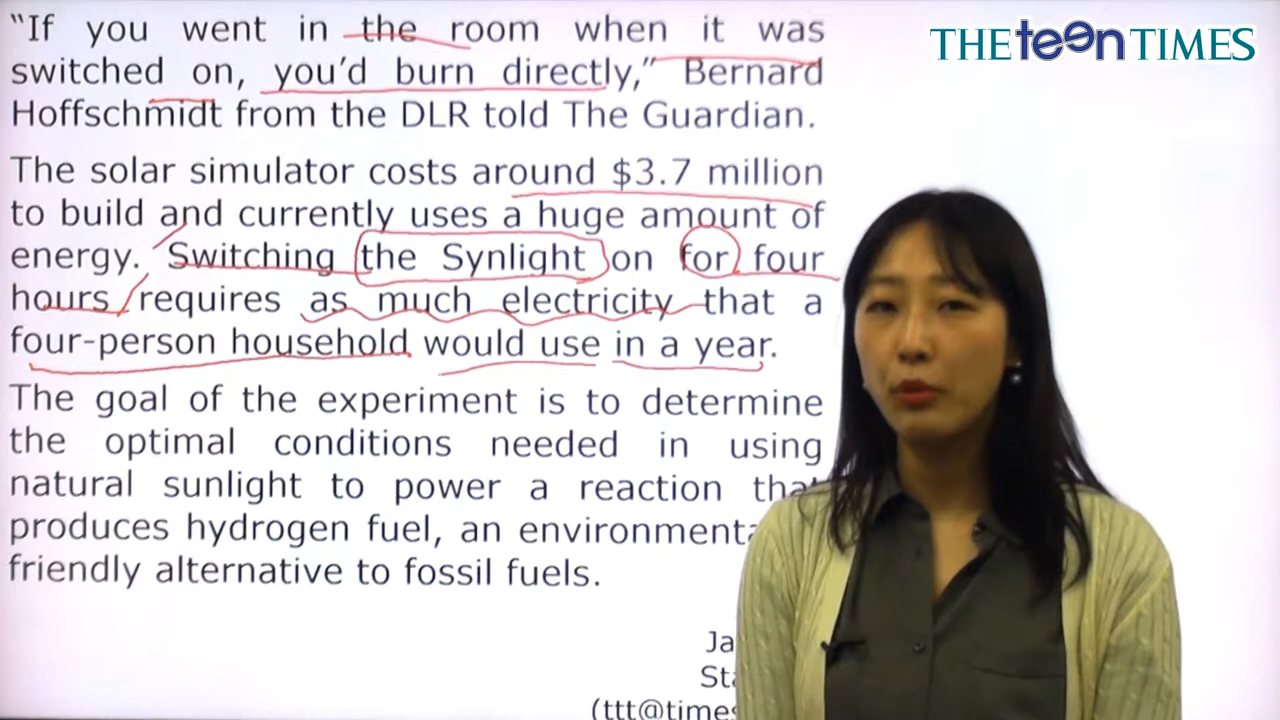 THE teen TIMES
“If you went in the room when it was
switched on, you’d burn directly,” Bernard
Hoffschmidt from the DLR told The Guardian.
The solar simulator costs around $3.7 million
to build and currently uses a huge amount of
energy. Switching the Synlight on for four
hours requires as much electricity that a
four-person household would use in a year.
The goal of the experiment is to determine
the optimal conditions needed in using
natural sunlight to power a reaction that
produces hydrogen fuel, an
friendly alternative to fossil fuels.